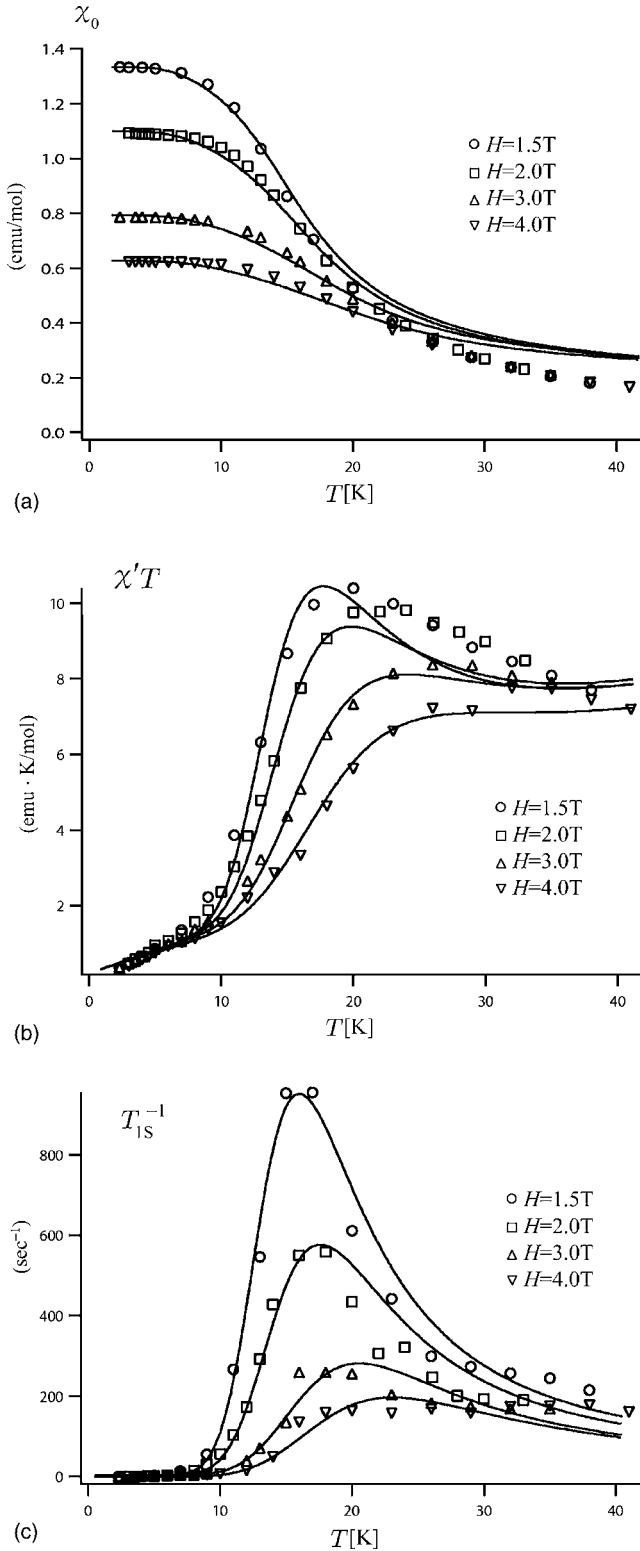 χ₀
1.4
1.2
1.0
0.8
0.6
0.4
0.2
0.0
(emu/mol)
H=1.5T
H=2.0T
H=3.0T
H=4.0T
0 10 20 30 40
T[K]
(a)
χ′T
10
8
6
4
2
(emu · K/mol)
H=1.5T
H=2.0T
H=3.0T
H=4.0T
0 10 20 30 40
T[K]
(b)
T₁S⁻¹
800
600
400
200
0
(sec⁻¹)
H=1.5T
H=2.0T
H=3.0T
H=4.0T
0 10 20 30 40
T[K]
(c)